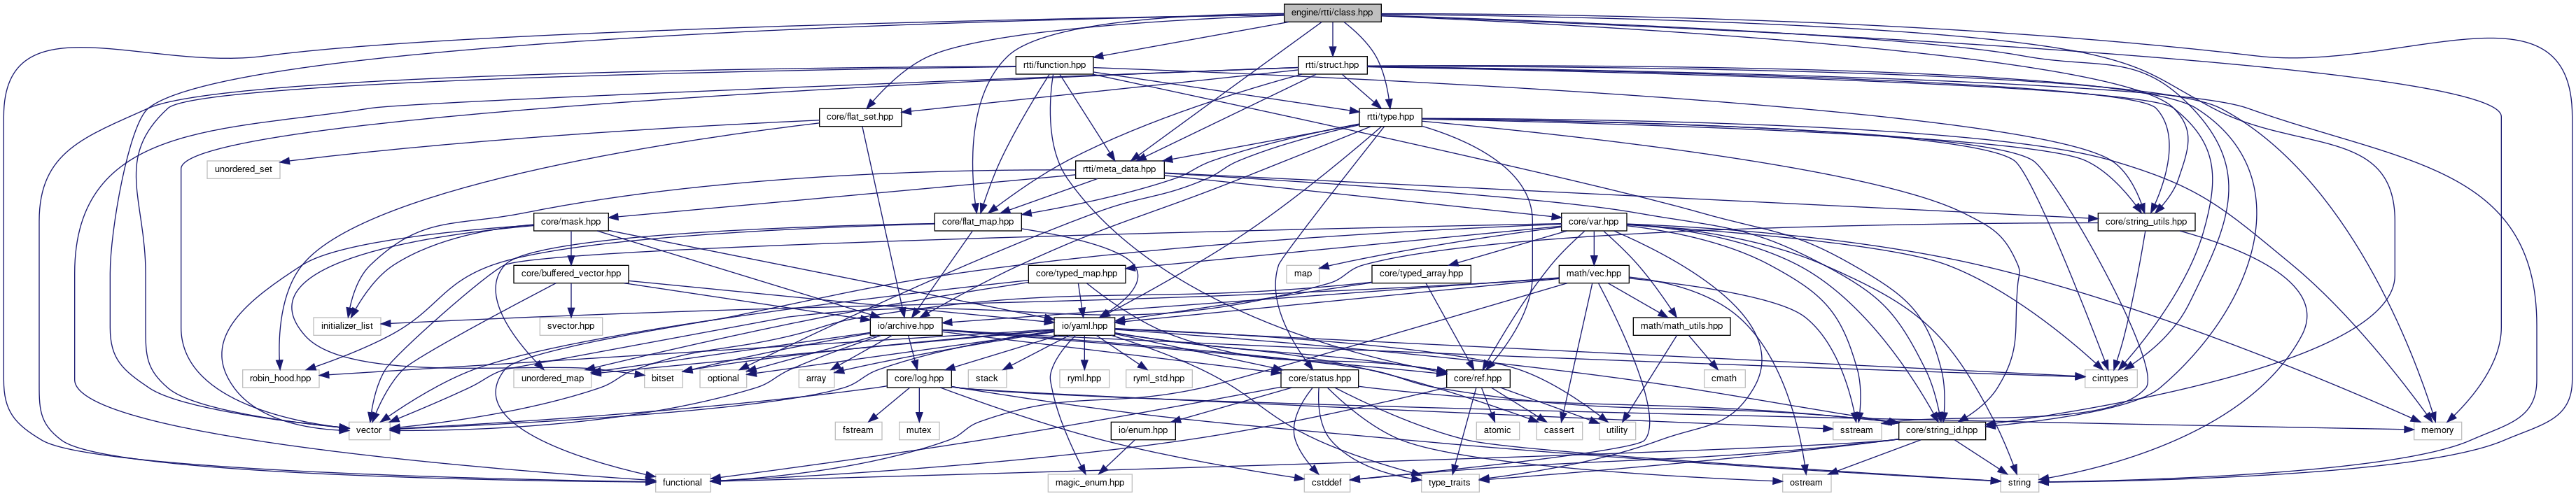 engine/rtti/class.hpp
rtti/function.hpp
rtti/struct.hpp
core/flat_set.hpp
rtti/type.hpp
unordered_set
rtti/meta_data.hpp
core/mask.hpp
core/flat_map.hpp
core/var.hpp
core/string_utils.hpp
core/buffered_vector.hpp
core/typed_map.hpp
map
core/typed_array.hpp
math/vec.hpp
initializer_list
svector.hpp
io/archive.hpp
io/yaml.hpp
math/math_utils.hpp
robin_hood.hpp
unordered_map
bitset
optional
array
core/log.hpp
stack
ryml.hpp
ryml_std.hpp
core/status.hpp
core/ref.hpp
cmath
cinttypes
vector
fstream
mutex
io/enum.hpp
atomic
cassert
utility
sstream
core/string_id.hpp
memory
functional
magic_enum.hpp
cstddef
type_traits
ostream
string